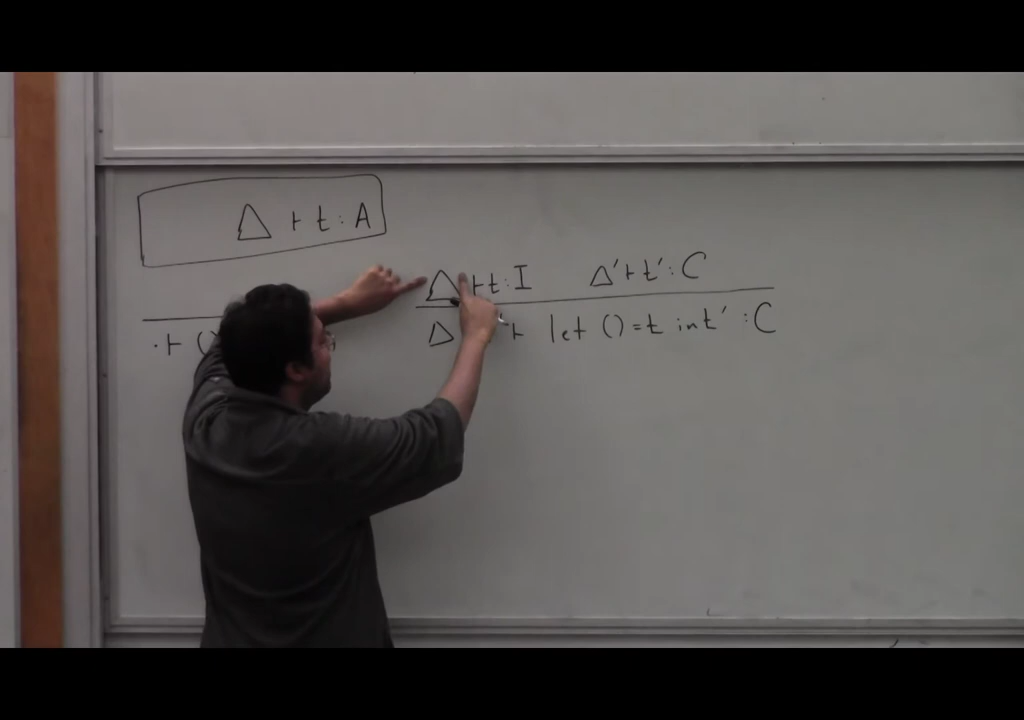 Δ ⊢ t : A
Δ ⊢ t : I Δ' ⊢ t' : C
· ⊢ (
Δ ' ⊢ let () = t in t' : C